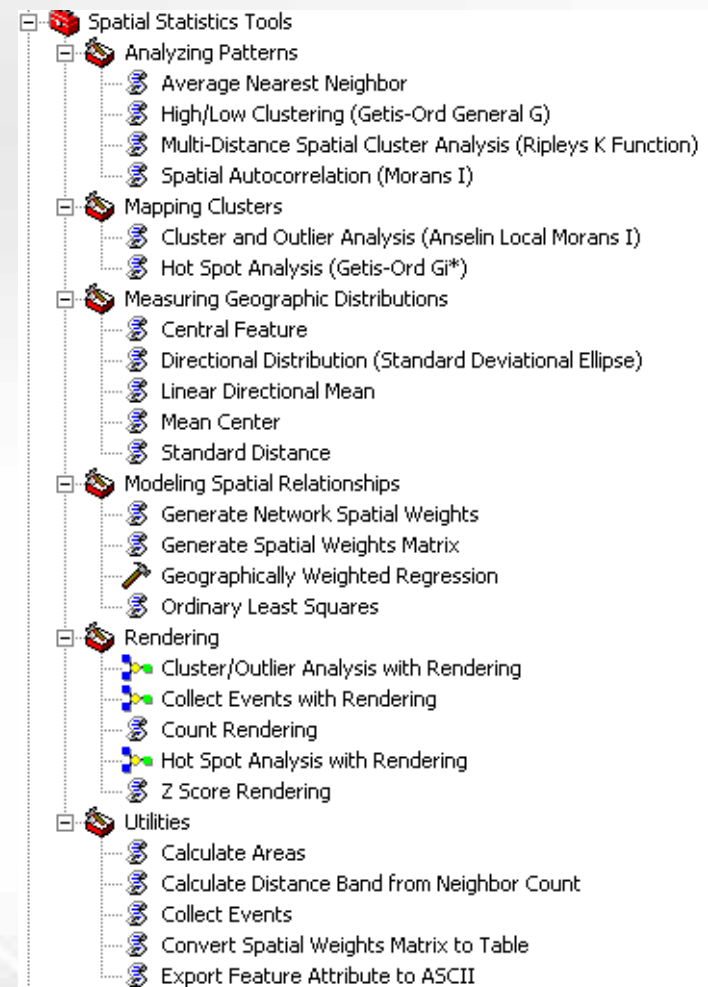 Spatial Statistics Tools
Analyzing Patterns
Average Nearest Neighbor
High/Low Clustering (Getis-Ord General G)
Multi-Distance Spatial Cluster Analysis (Ripleys K Function)
Spatial Autocorrelation (Morans I)
Mapping Clusters
Cluster and Outlier Analysis (Anselin Local Morans I)
Hot Spot Analysis (Getis-Ord Gi*)
Measuring Geographic Distributions
Central Feature
Directional Distribution (Standard Deviational Ellipse)
Linear Directional Mean
Mean Center
Standard Distance
Modeling Spatial Relationships
Generate Network Spatial Weights
Generate Spatial Weights Matrix
Geographically Weighted Regression
Ordinary Least Squares
Rendering
Cluster/Outlier Analysis with Rendering
Collect Events with Rendering
Count Rendering
Hot Spot Analysis with Rendering
Z Score Rendering
Utilities
Calculate Areas
Calculate Distance Band from Neighbor Count
Collect Events
Convert Spatial Weights Matrix to Table
Export Feature Attribute to ASCII